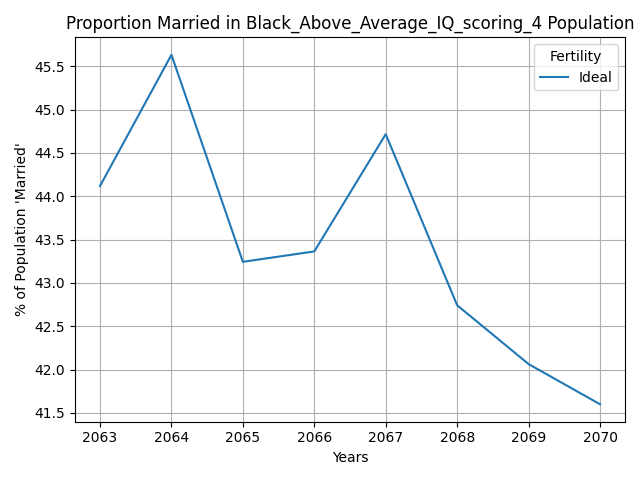 Proportion Married in Black_Above_Average_IQ_scoring_4 Population
Fertility
Ideal
% of Population 'Married'
45.5
45.0
44.5
44.0
43.5
43.0
42.5
42.0
41.5
2063 2064 2065 2066 2067 2068 2069 2070
Years